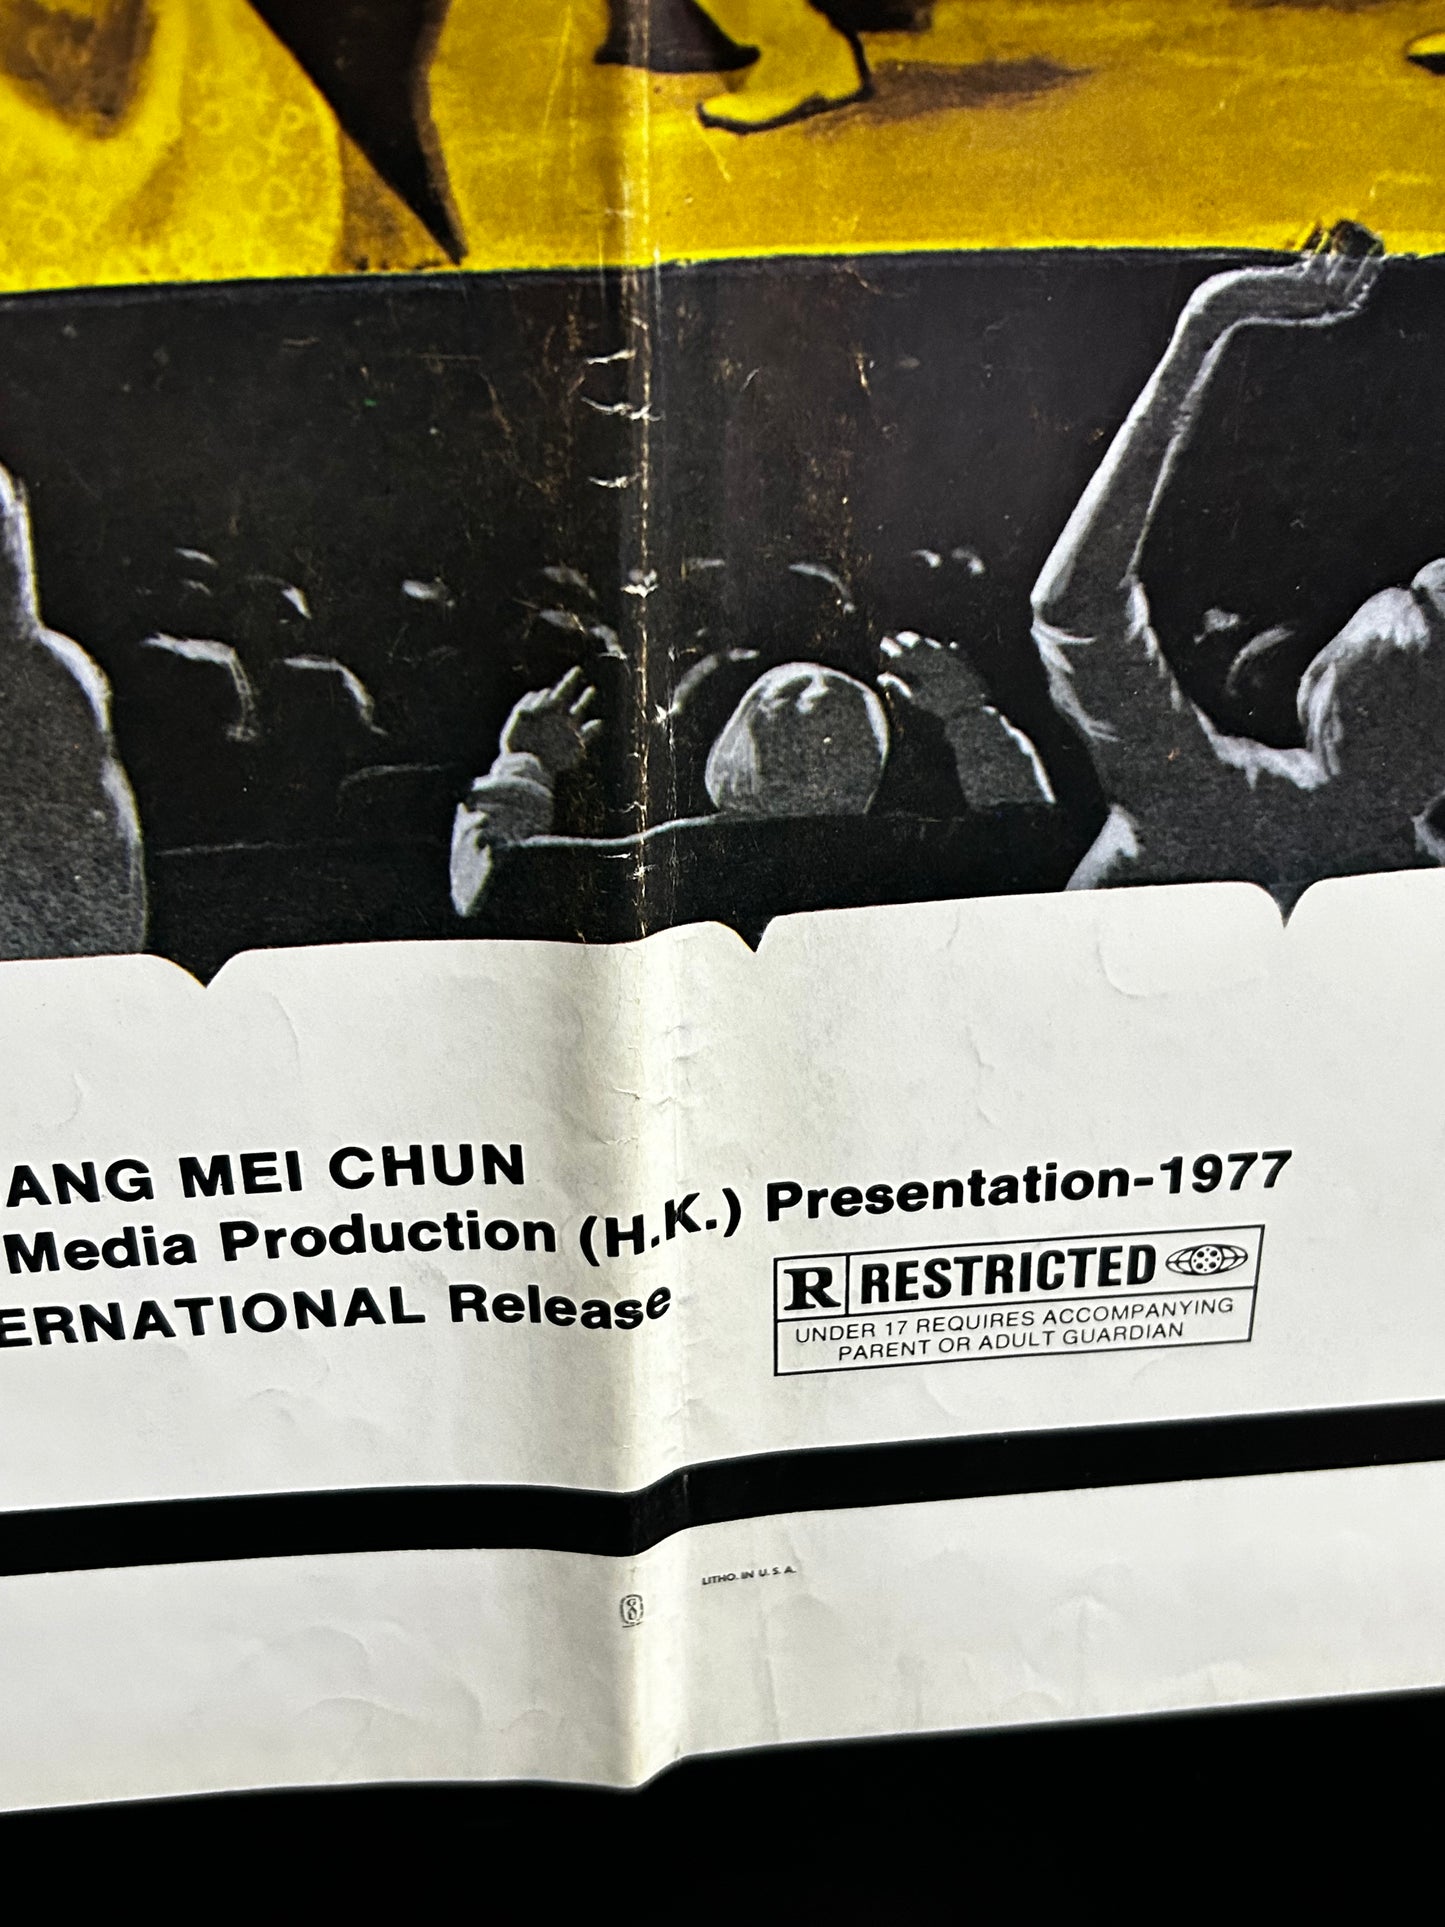 ANG MEI CHUN
Media Production (H.K.) Presentation-1977
ERNATIONAL Release
R RESTRICTED
UNDER 17 REQUIRES ACCOMPANYING
PARENT OR ADULT GUARDIAN
LITHO. IN U. S. A.